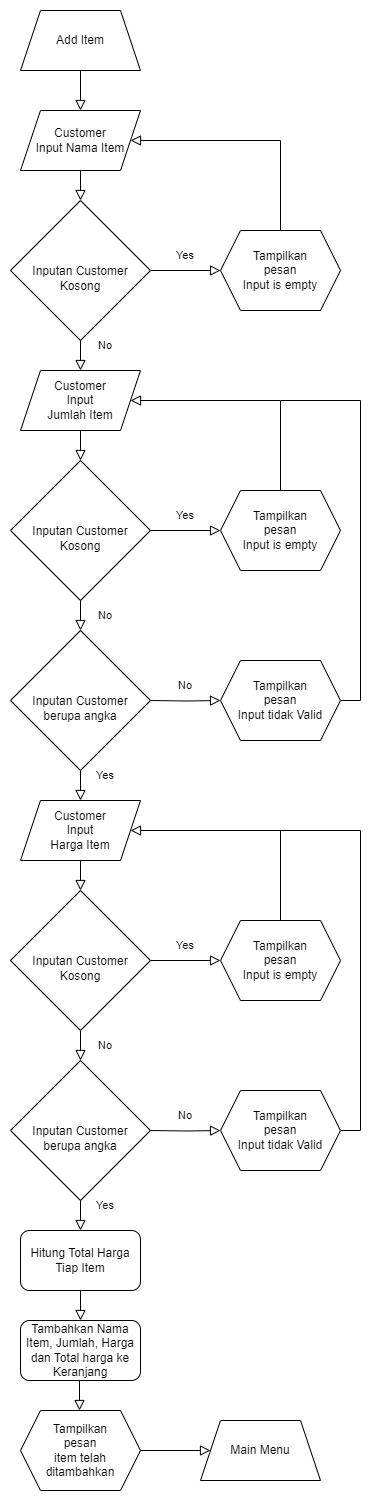 Add Item
Customer
Input Nama Item
Inputan Customer
Kosong
Yes
Tampilkan
pesan
Input is empty
No
Customer
Input
Jumlah Item
Inputan Customer
Kosong
Yes
Tampilkan
pesan
Input is empty
No
Inputan Customer
berupa angka
No
Tampilkan
pesan
Input tidak Valid
Yes
Customer
Input
Harga Item
Inputan Customer
Kosong
Yes
Tampilkan
pesan
Input is empty
No
Inputan Customer
berupa angka
No
Tampilkan
pesan
Input tidak Valid
Yes
Hitung Total Harga
Tiap Item
Tambahkan Nama
Item, Jumlah, Harga
dan Total harga ke
Keranjang
Tampilkan
pesan
item telah
ditambahkan
Main Menu